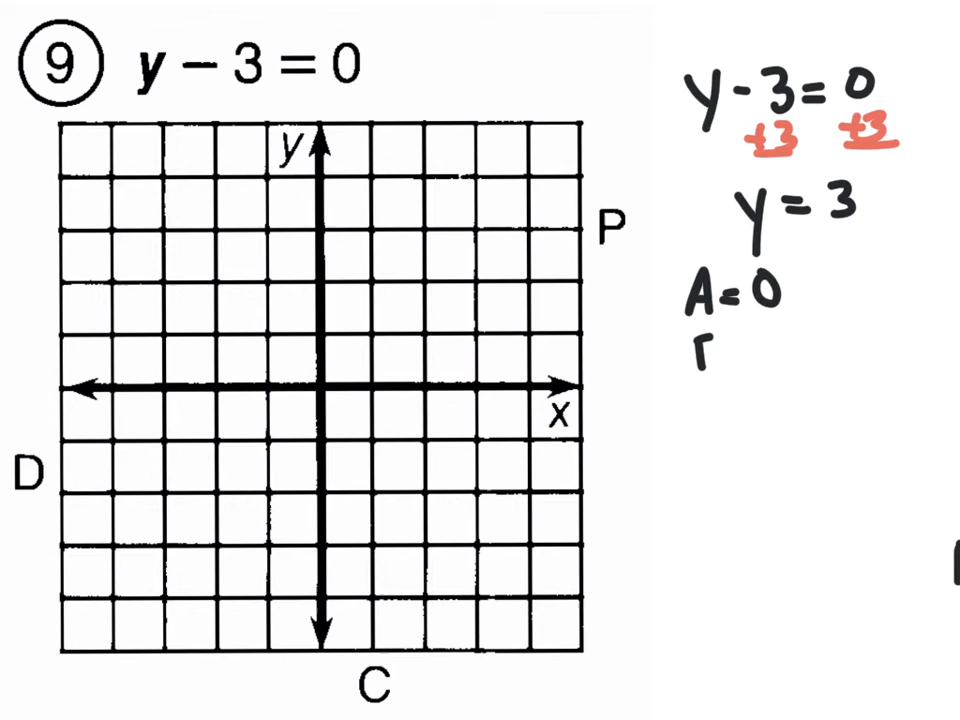 9 y − 3 = 0
y
P
x
D
C
y - 3 = 0
+3 +3
y = 3
A = 0